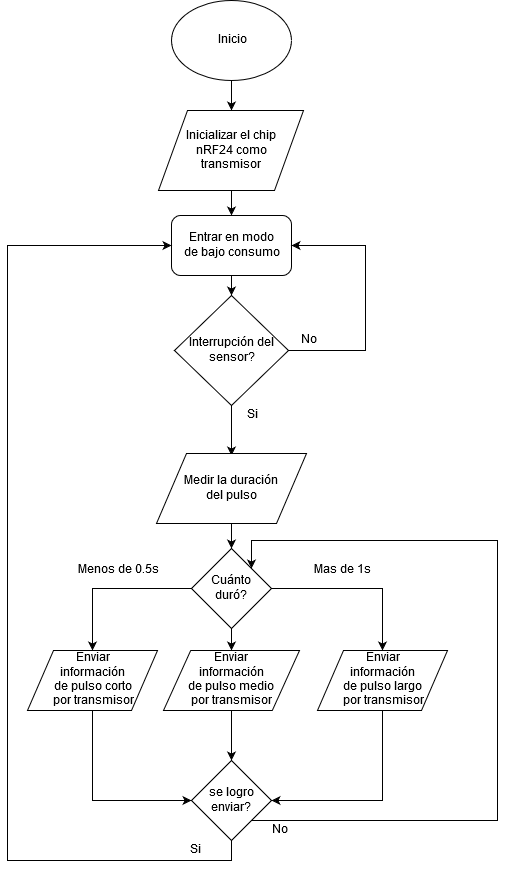 Inicio
Inicializar el chip
nRF24 como
transmisor
Entrar en modo
de bajo consumo
Interrupción del
sensor?
No
Si
Medir la duración
del pulso
Menos de 0.5s
Cuánto
duró?
Mas de 1s
Enviar
información
de pulso corto
por transmisor
Enviar
información
de pulso medio
por transmisor
Enviar
información
de pulso largo
por transmisor
se logro
enviar?
No
Si